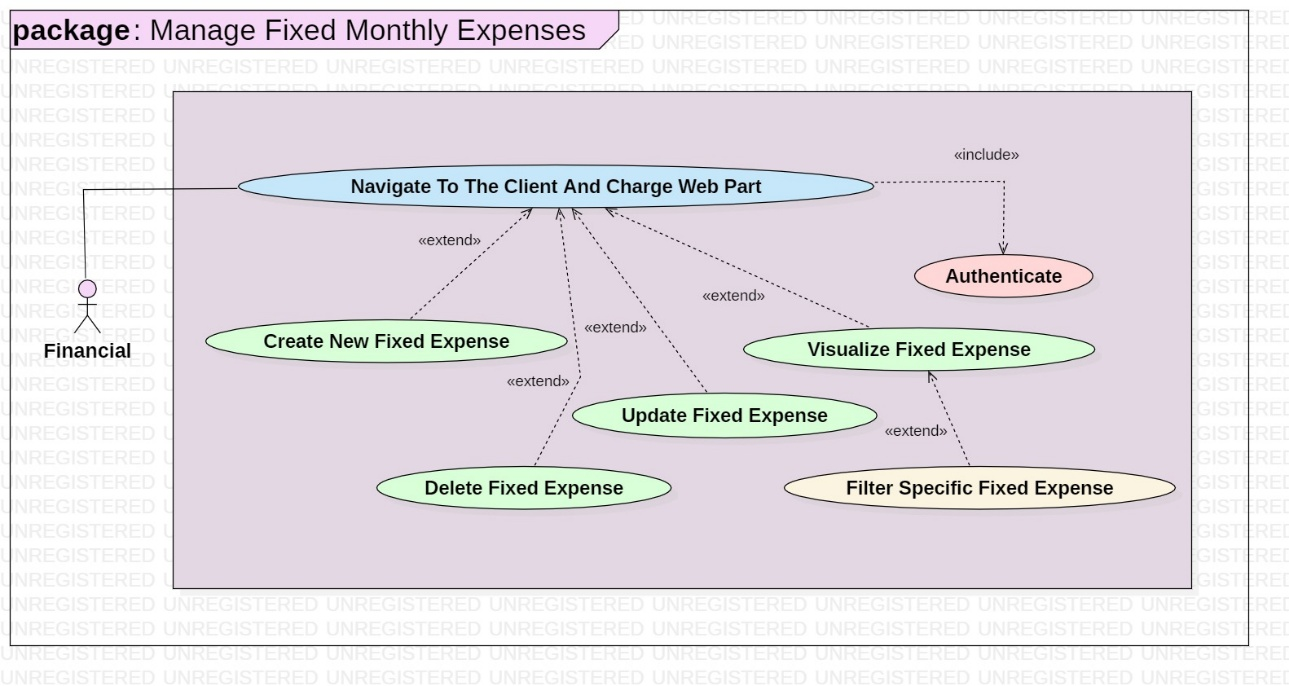 package: Manage Fixed Monthly Expenses
UNREGISTERED
«include»
Navigate To The Client And Charge Web Part
«extend»
Authenticate
«extend»
«extend»
Create New Fixed Expense
Visualize Fixed Expense
Financial
«extend»
Update Fixed Expense
«extend»
Delete Fixed Expense
Filter Specific Fixed Expense